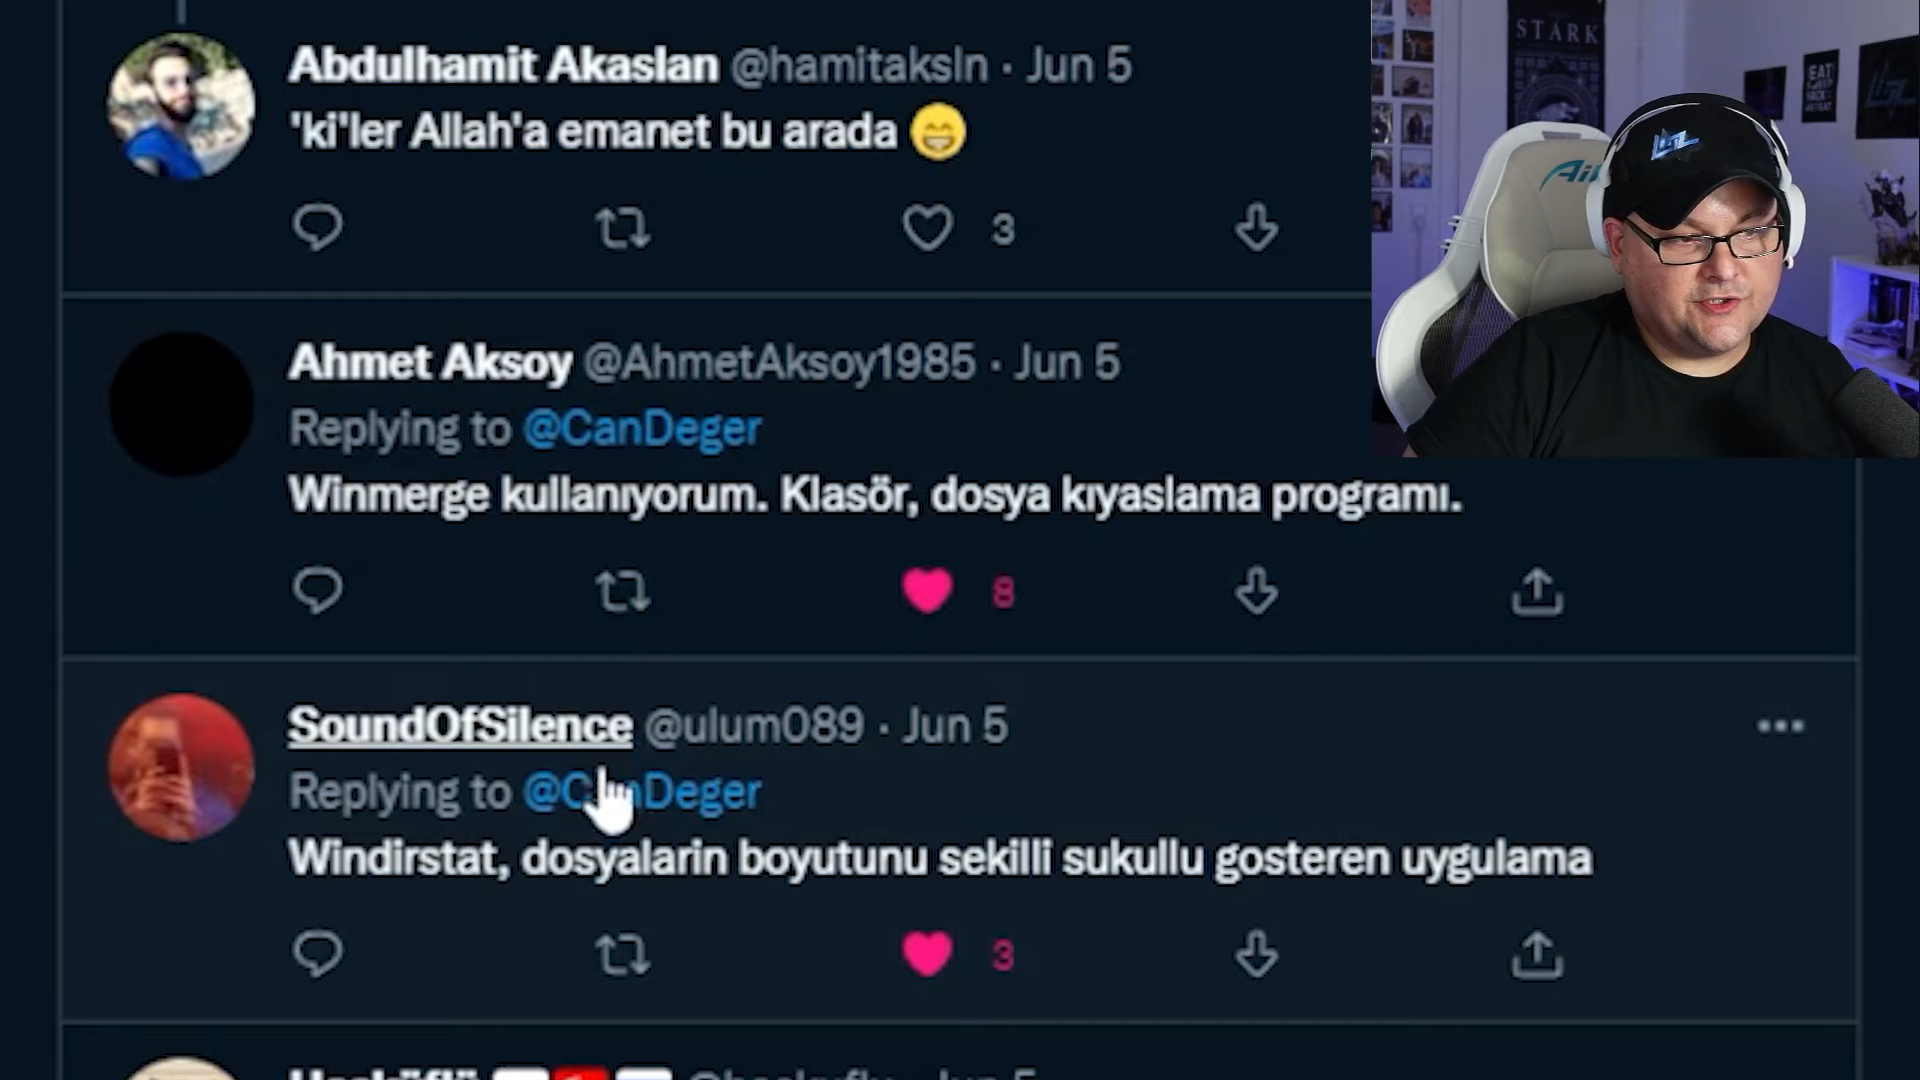 Abdulhamit Akaslan @hamitaksln · Jun 5
'ki'ler Allah'a emanet bu arada 😁
3
STARK
EAT
Ahmet Aksoy @AhmetAksoy1985 · Jun 5
Replying to @CanDeger
Winmerge kullanıyorum. Klasör, dosya kıyaslama programı.
8
SoundOfSilence @ulum089 · Jun 5
Replying to @CanDeger
Windirstat, dosyalarin boyutunu sekilli sukullu gosteren uygulama
3